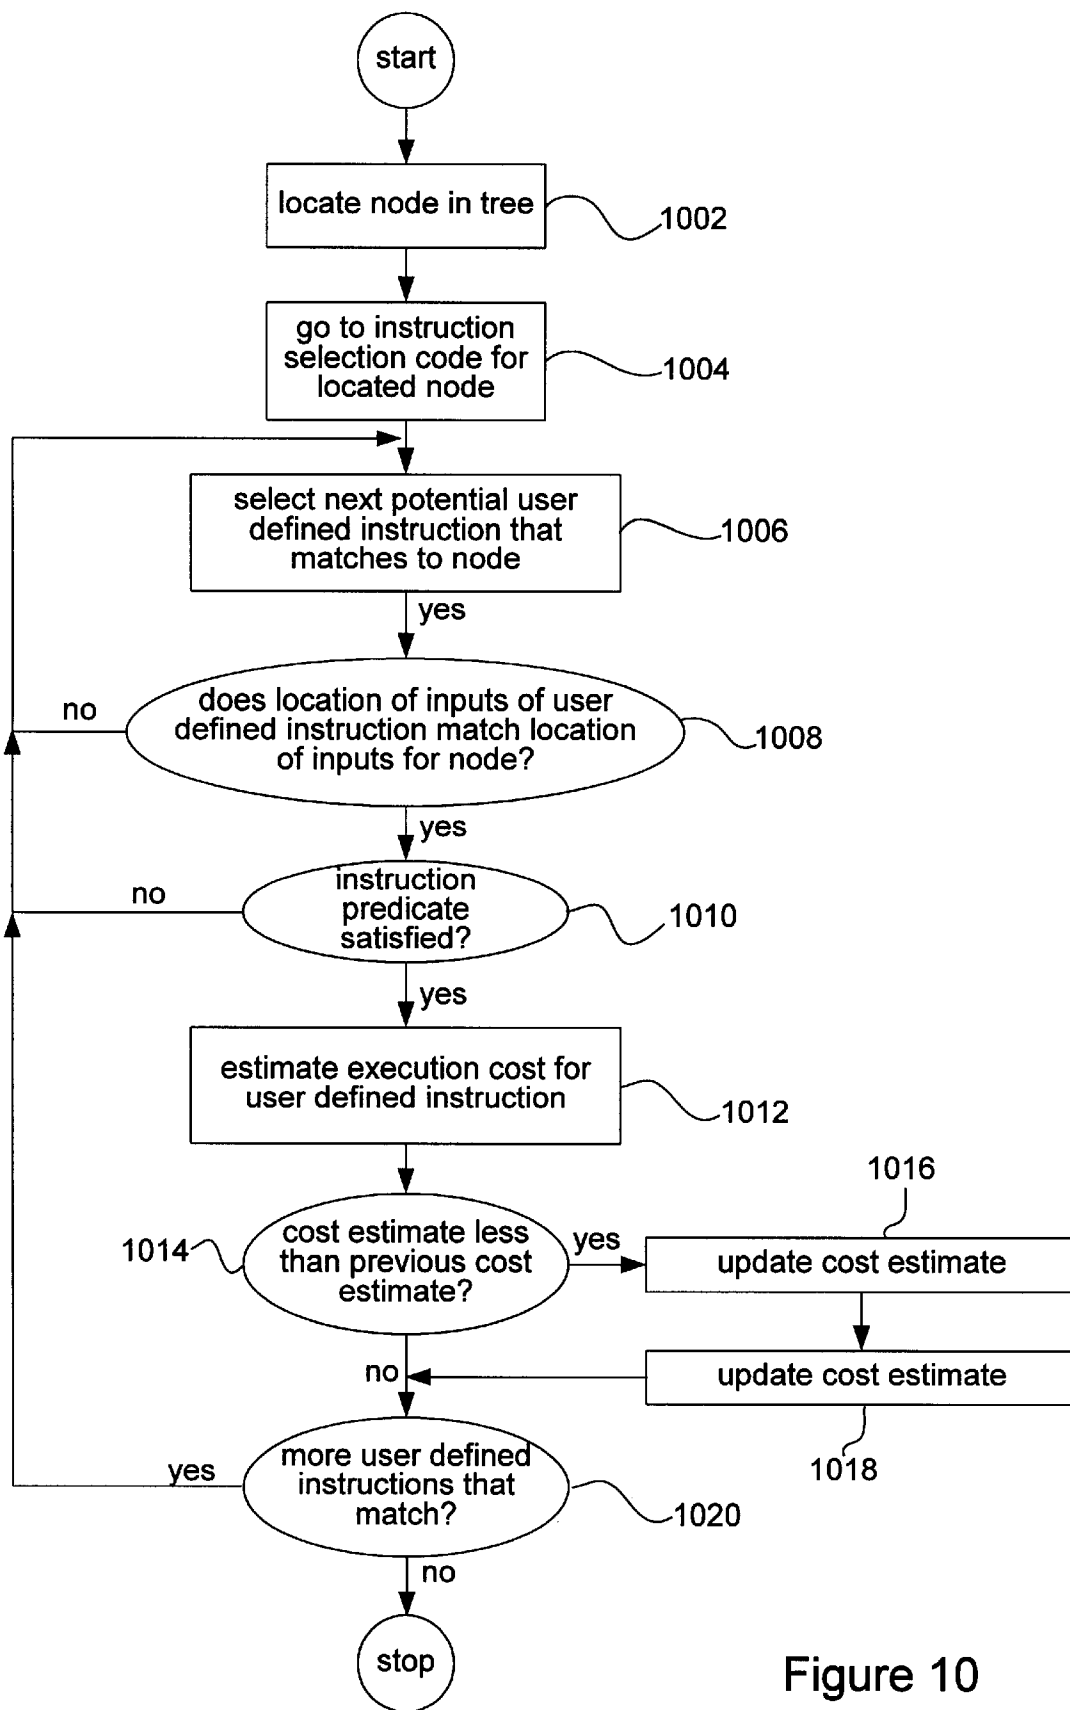 start
locate node in tree
1002
go to instruction
selection code for
located node
1004
select next potential user
defined instruction that
matches to node
1006
yes
does location of inputs of user
defined instruction match location
of inputs for node?
no
1008
yes
instruction
predicate
satisfied?
no
1010
yes
estimate execution cost for
user defined instruction
1012
1016
cost estimate less
than previous cost
estimate?
1014
yes
update cost estimate
no
update cost estimate
1018
more user defined
instructions that
match?
yes
1020
no
stop
Figure 10